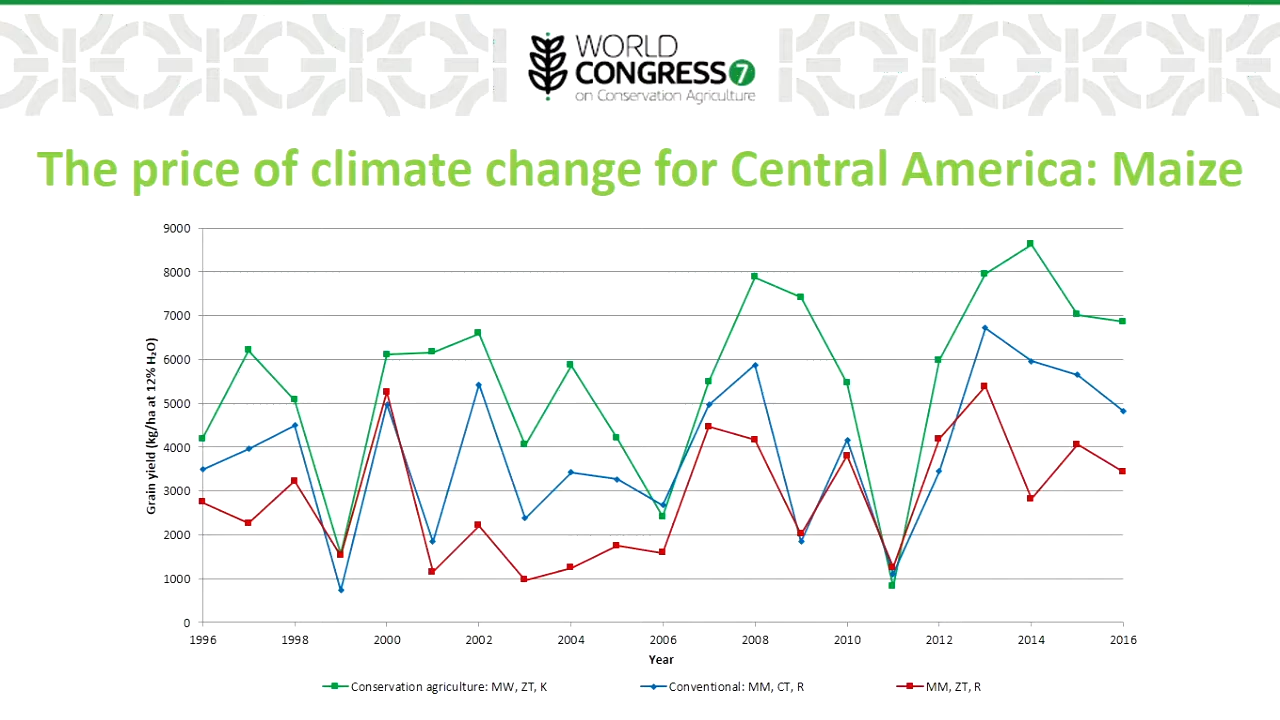 WORLD
CONGRESS 7
on Conservation Agriculture
The price of climate change for Central America: Maize
Grain yield (kg/ha at 12% H₂O)
9000
8000
7000
6000
5000
4000
3000
2000
1000
0
1996 1998 2000 2002 2004 2006 2008 2010 2012 2014 2016
Year
Conservation agriculture: MW, ZT, K Conventional: MM, CT, R MM, ZT, R